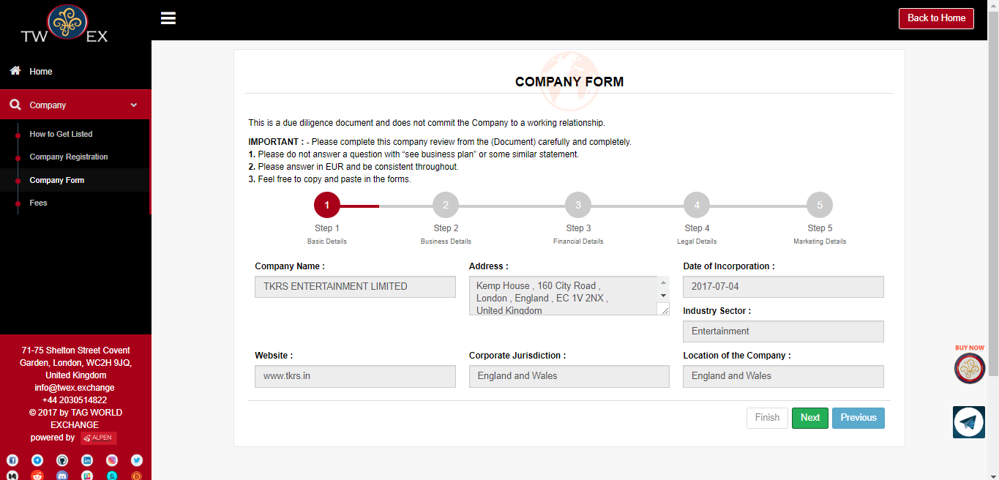 TW EX
Back to Home
Home
Company
How to Get Listed
Company Registration
Company Form
Fees
71-75 Shelton Street Covent
Garden, London, WC2H 9JQ,
United Kingdom
info@twex.exchange
+44 2030514822
© 2017 by TAG WORLD
EXCHANGE
powered by ALPEN
COMPANY FORM
This is a due diligence document and does not commit the Company to a working relationship.
IMPORTANT : - Please complete this company review from the (Document) carefully and completely.
1. Please do not answer a question with “see business plan” or some similar statement.
2. Please answer in EUR and be consistent throughout.
3. Feel free to copy and paste in the forms.
1 2 3 4 5
Step 1 Step 2 Step 3 Step 4 Step 5
Basic Details Business Details Financial Details Legal Details Marketing Details
Company Name : Address : Date of Incorporation :
TKRS ENTERTAINMENT LIMITED
Kemp House , 160 City Road ,
London , England , EC 1V 2NX ,
United Kingdom
2017-07-04
Industry Sector :
Entertainment
Website : Corporate Jurisdiction : Location of the Company :
www.tkrs.in England and Wales England and Wales
Finish Next Previous
BUY NOW